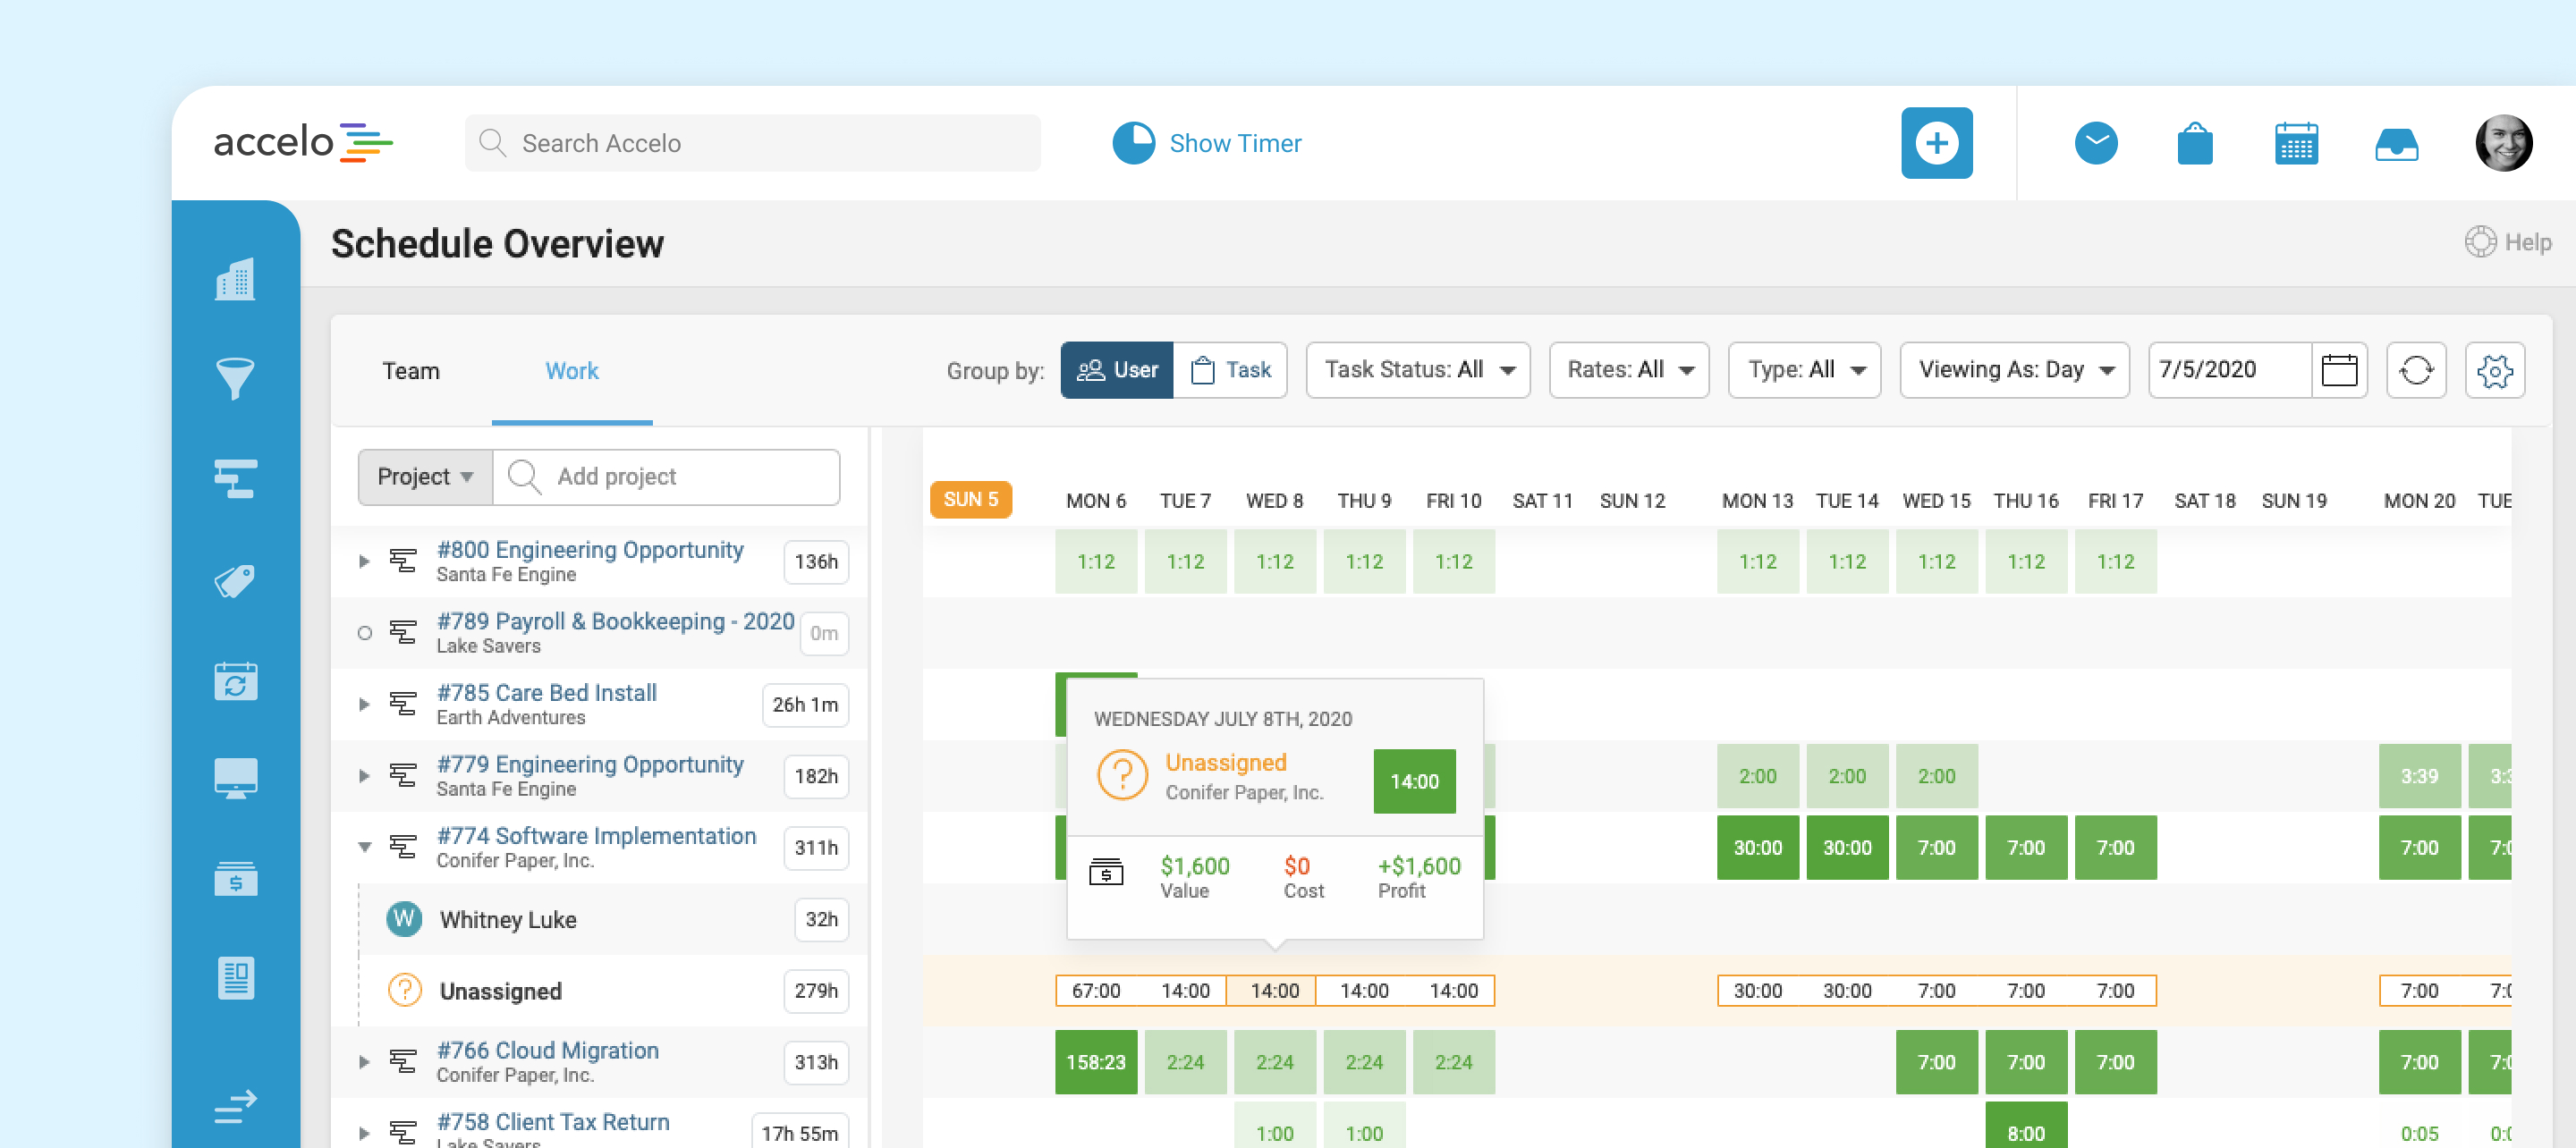 accelo
Search Accelo
Show Timer
Schedule Overview
Help
Team
Work
Group by:
User
Task
Task Status: All
Rates: All
Type: All
Viewing As: Day
7/5/2020
Project
Add project
SUN 5 MON 6 TUE 7 WED 8 THU 9 FRI 10 SAT 11 SUN 12 MON 13 TUE 14 WED 15 THU 16 FRI 17 SAT 18 SUN 19 MON 20 TUE
#800 Engineering Opportunity
Santa Fe Engine
136h
1:12 1:12 1:12 1:12 1:12 1:12 1:12 1:12 1:12 1:12
#789 Payroll & Bookkeeping - 2020
Lake Savers
0m
#785 Care Bed Install
Earth Adventures
26h 1m
WEDNESDAY JULY 8TH, 2020
Unassigned
Conifer Paper, Inc.
14:00
$1,600
Value
$0
Cost
+$1,600
Profit
#779 Engineering Opportunity
Santa Fe Engine
182h
2:00 2:00 2:00 3:39
#774 Software Implementation
Conifer Paper, Inc.
311h
30:00 30:00 7:00 7:00 7:00 7:00
W
Whitney Luke
32h
Unassigned
279h
67:00 14:00 14:00 14:00 14:00 30:00 30:00 7:00 7:00 7:00 7:00
#766 Cloud Migration
Conifer Paper, Inc.
313h
158:23 2:24 2:24 2:24 2:24 7:00 7:00 7:00 7:00
#758 Client Tax Return
Lake Savers
17h 55m
1:00 1:00 8:00 0:05